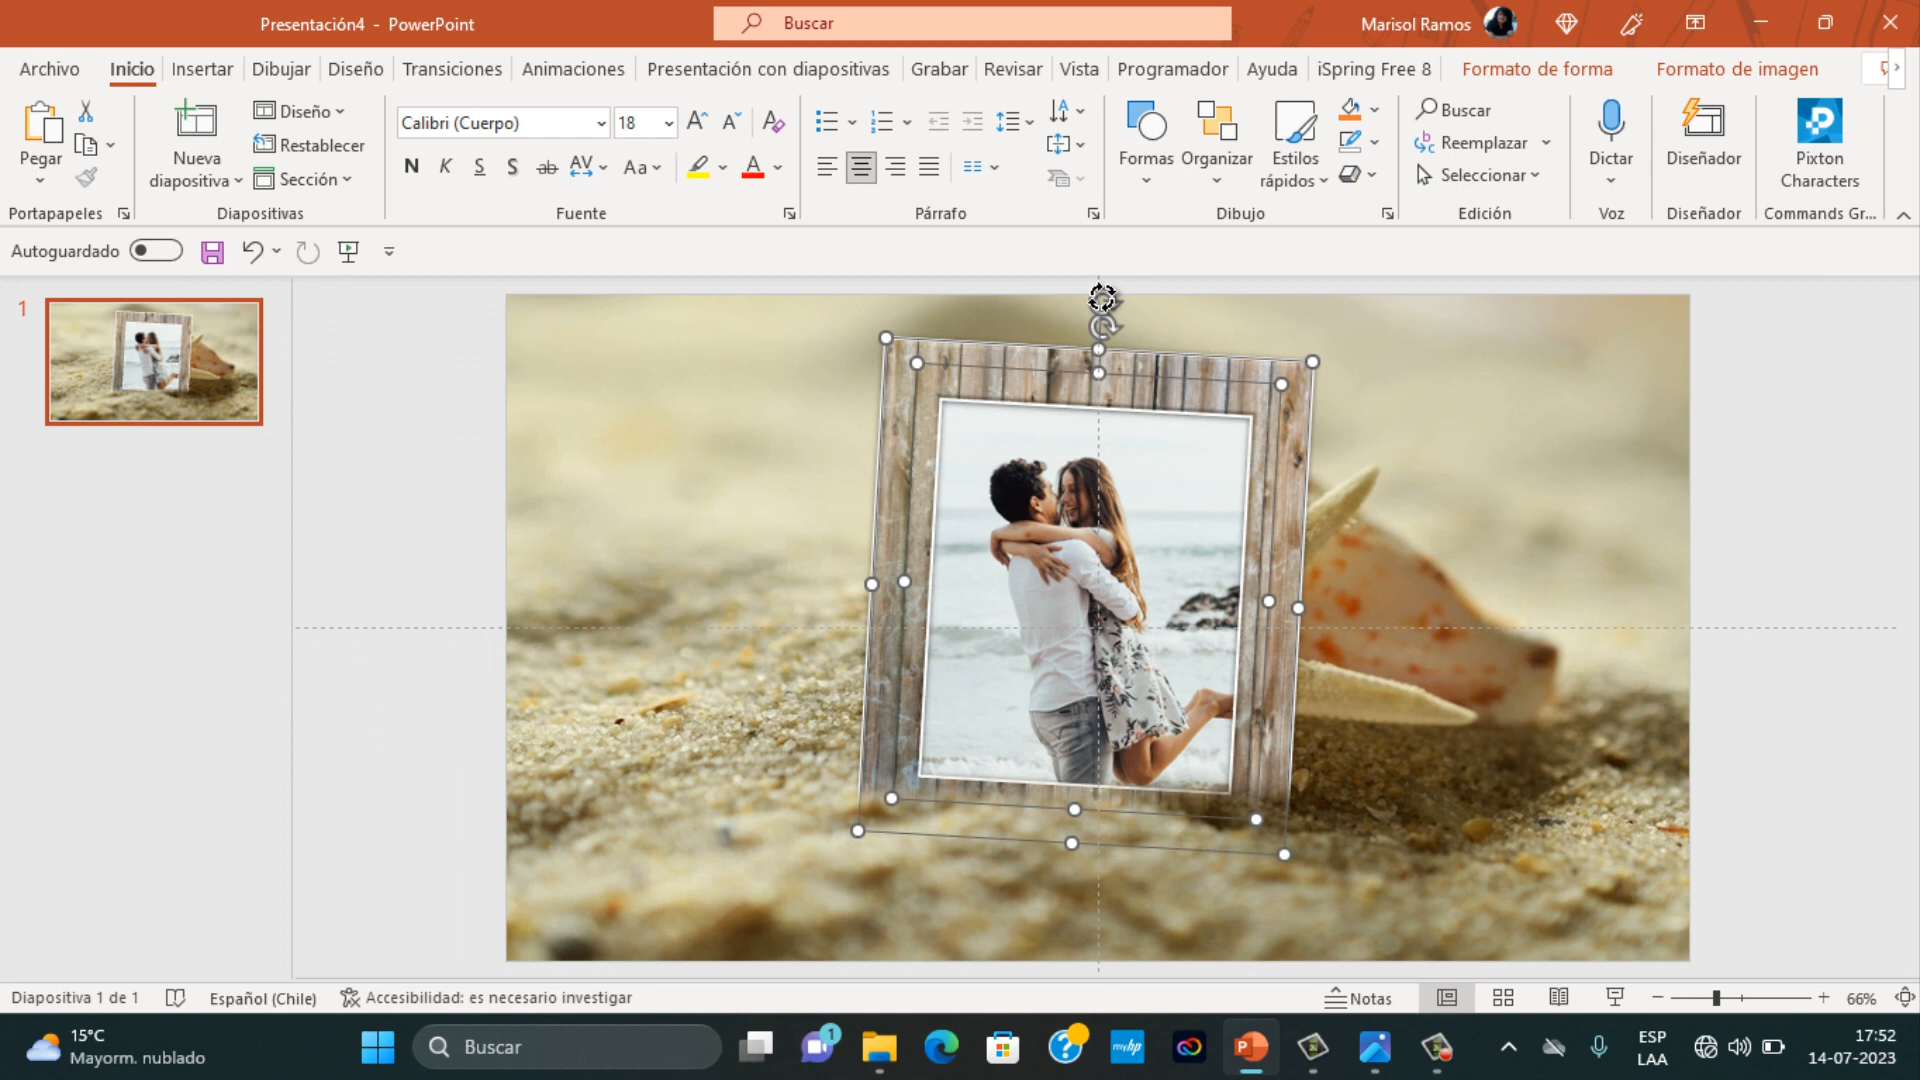 Presentación4 - PowerPoint
Buscar
Marisol Ramos
Archivo Inicio Insertar Dibujar Diseño Transiciones Animaciones Presentación con diapositivas Grabar Revisar Vista Programador Ayuda iSpring Free 8 Formato de forma Formato de imagen
Pegar
Nueva diapositiva
Diseño
Restablecer
Sección
Calibri (Cuerpo) 18
N K S S ab AV Aa A
Formas Organizar Estilos rápidos
Buscar
Reemplazar
Seleccionar
Dictar
Diseñador
Pixton Characters
Portapapeles Diapositivas Fuente Párrafo Dibujo Edición Voz Diseñador Commands Gr...
Autoguardado
1
Diapositiva 1 de 1 Español (Chile) Accesibilidad: es necesario investigar Notas 66%
15°C
Mayorm. nublado
Buscar
1
myhp
ESP
LAA
17:52
14-07-2023